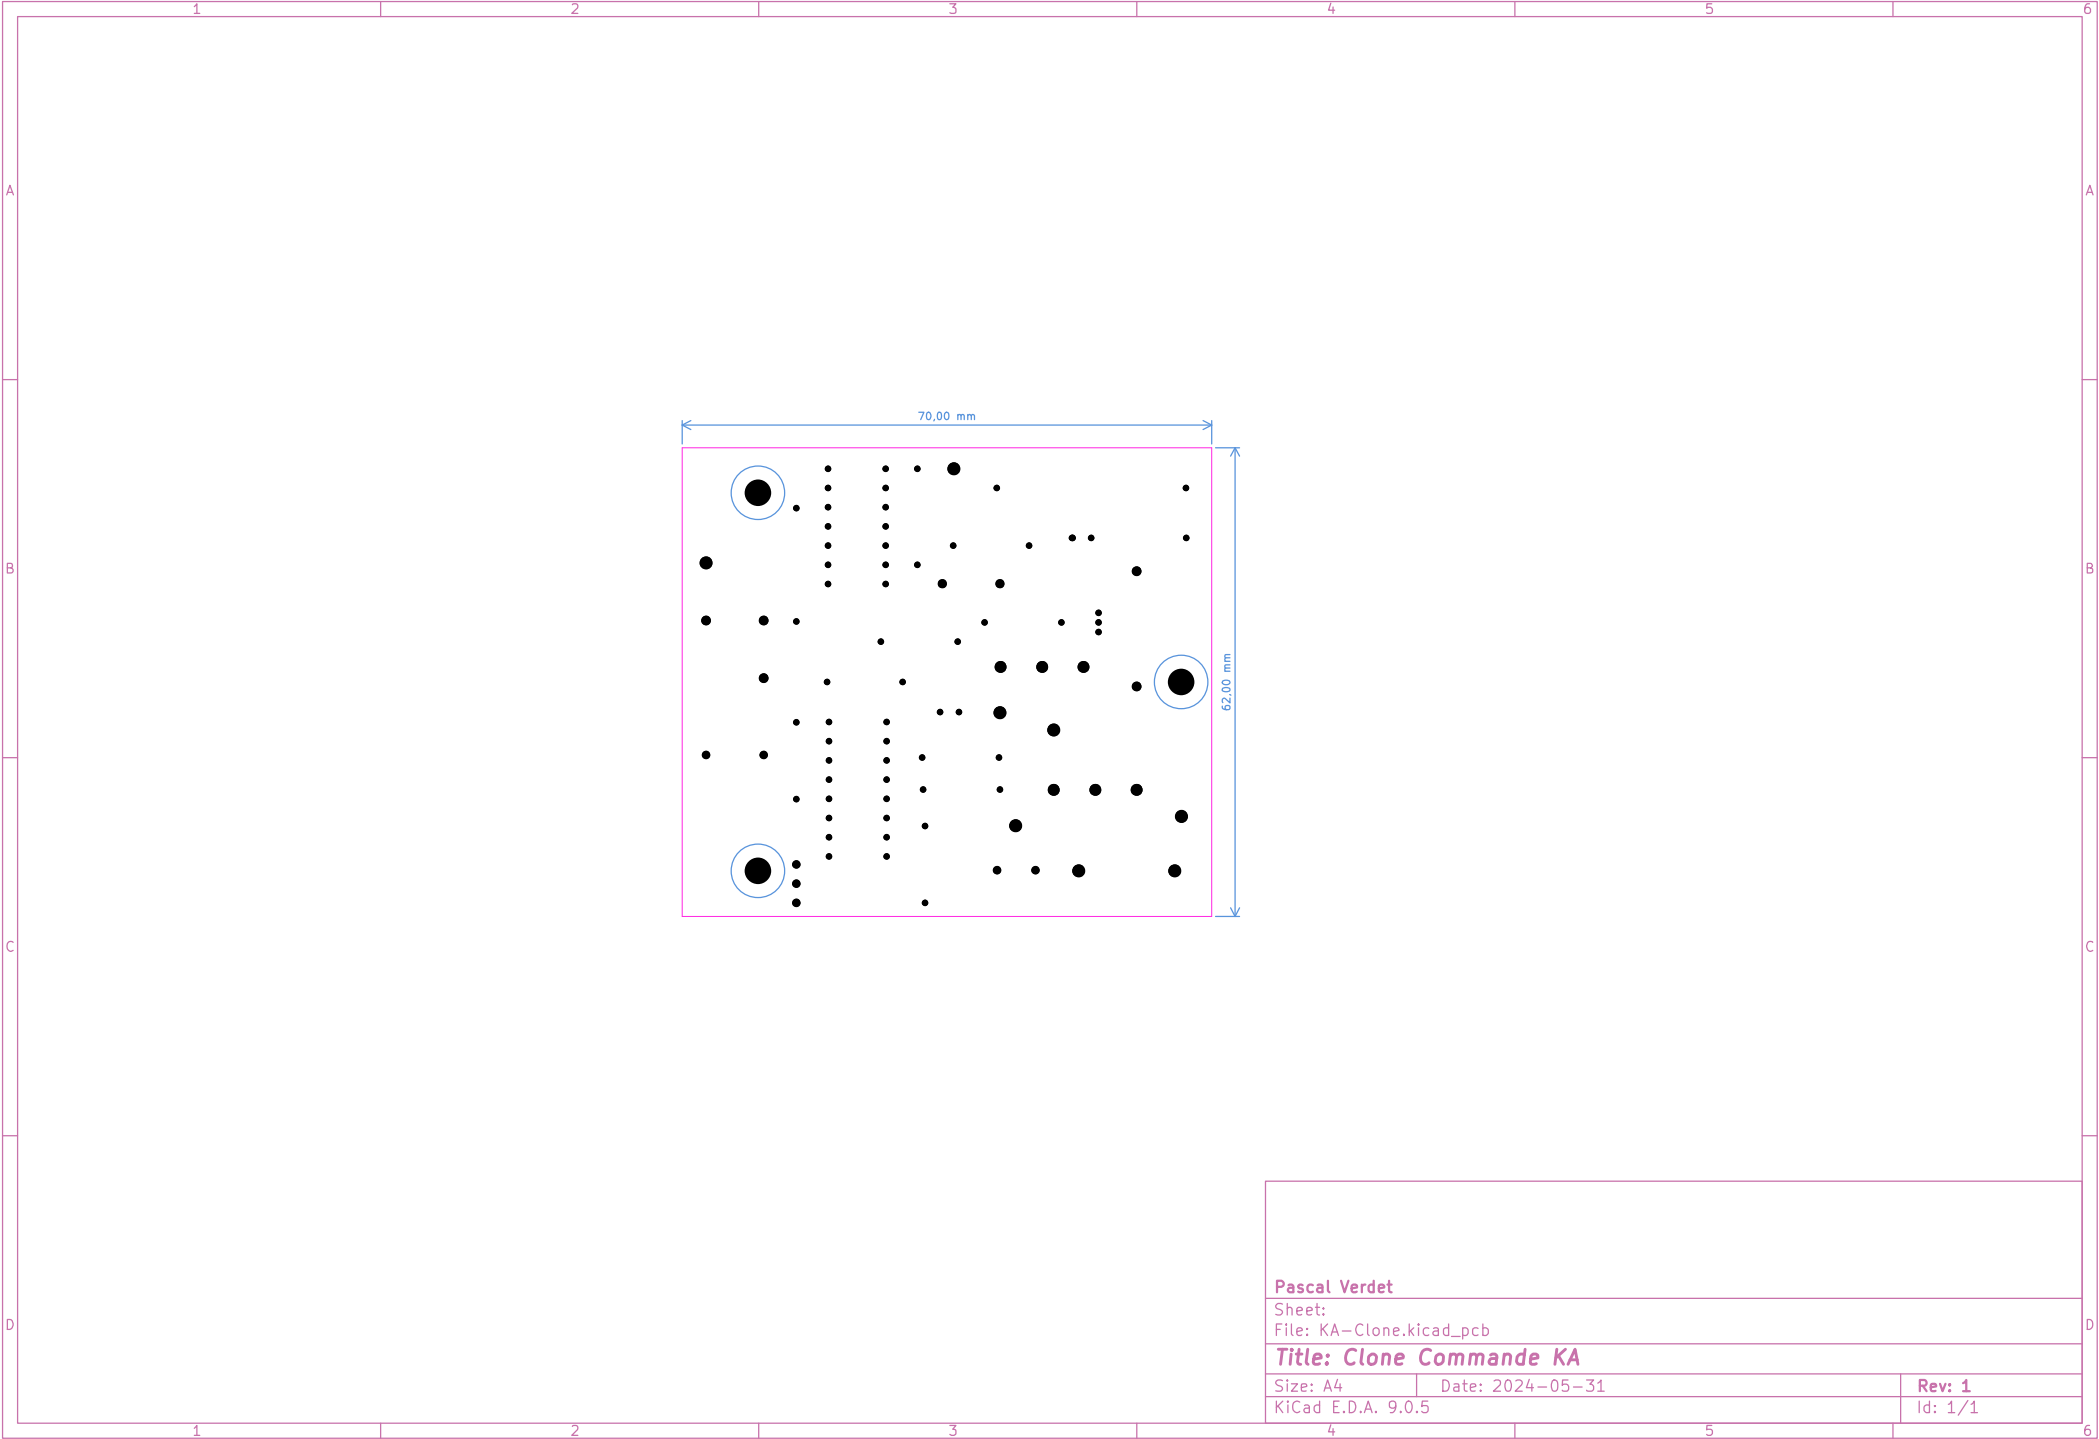 1 2 3 4 5 6
A A
70,00 mm
B B
62,00 mm
C C
Pascal Verdet
Sheet:
D D
File: KA-Clone.kicad_pcb
Title: Clone Commande KA
Size: A4 Date: 2024-05-31 Rev: 1
KiCad E.D.A. 9.0.5 Id: 1/1
1 2 3 4 5 6